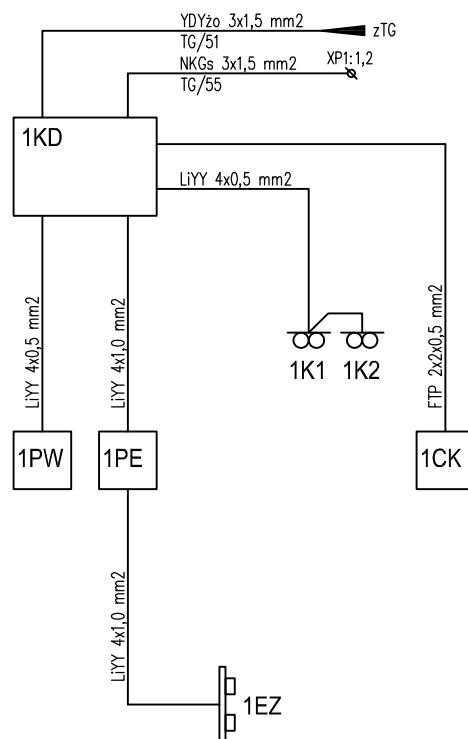 YDYżo 3x1,5 mm2
zTG
TG/51
NKGs 3x1,5 mm2
XP1:1,2
TG/55
1KD
LiYY 4x0,5 mm2
LiYY 4x0,5 mm2
LiYY 4x1,0 mm2
FTP 2x2x0,5 mm2
1K1
1K2
1PW
1PE
1CK
LiYY 4x1,0 mm2
1EZ